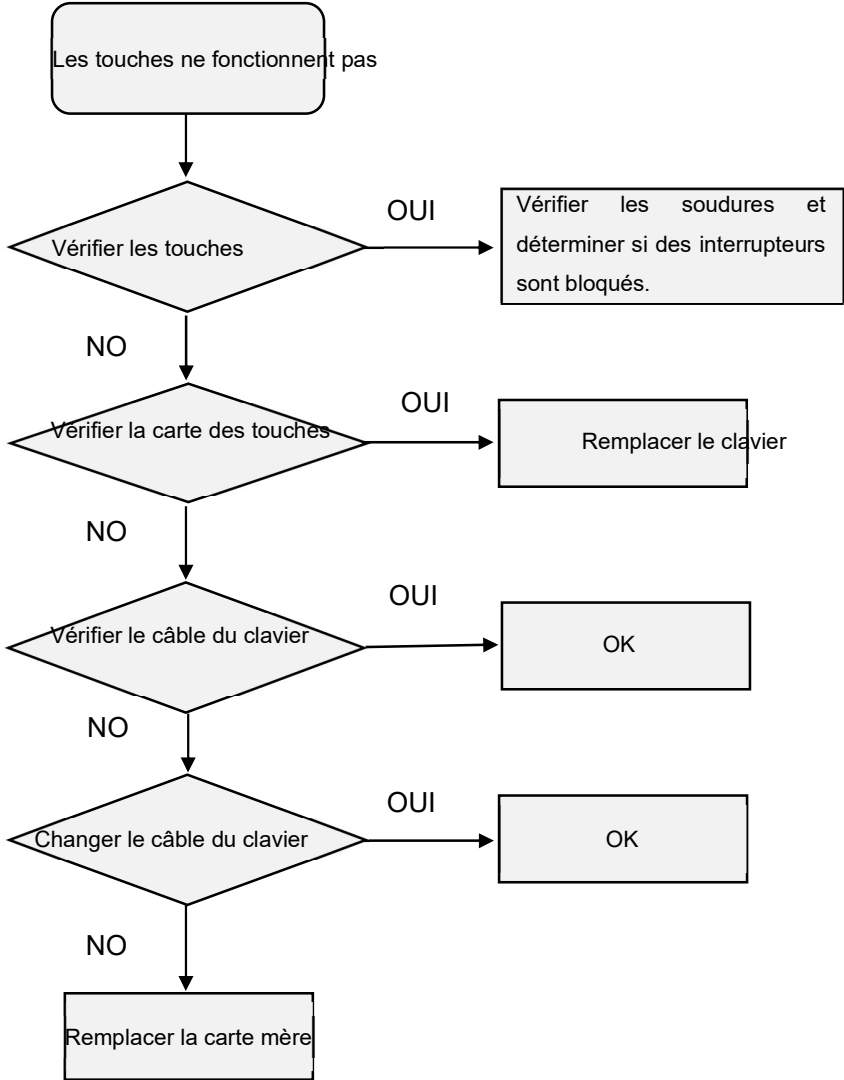 Les touches ne fonctionnent pas
OUI
Vérifier les touches
Vérifier les soudures et
déterminer si des interrupteurs
sont bloqués.
NO
OUI
Vérifier la carte des touches
Remplacer le clavier
NO
OUI
Vérifier le câble du clavier
OK
NO
OUI
Changer le câble du clavier
OK
NO
Remplacer la carte mère